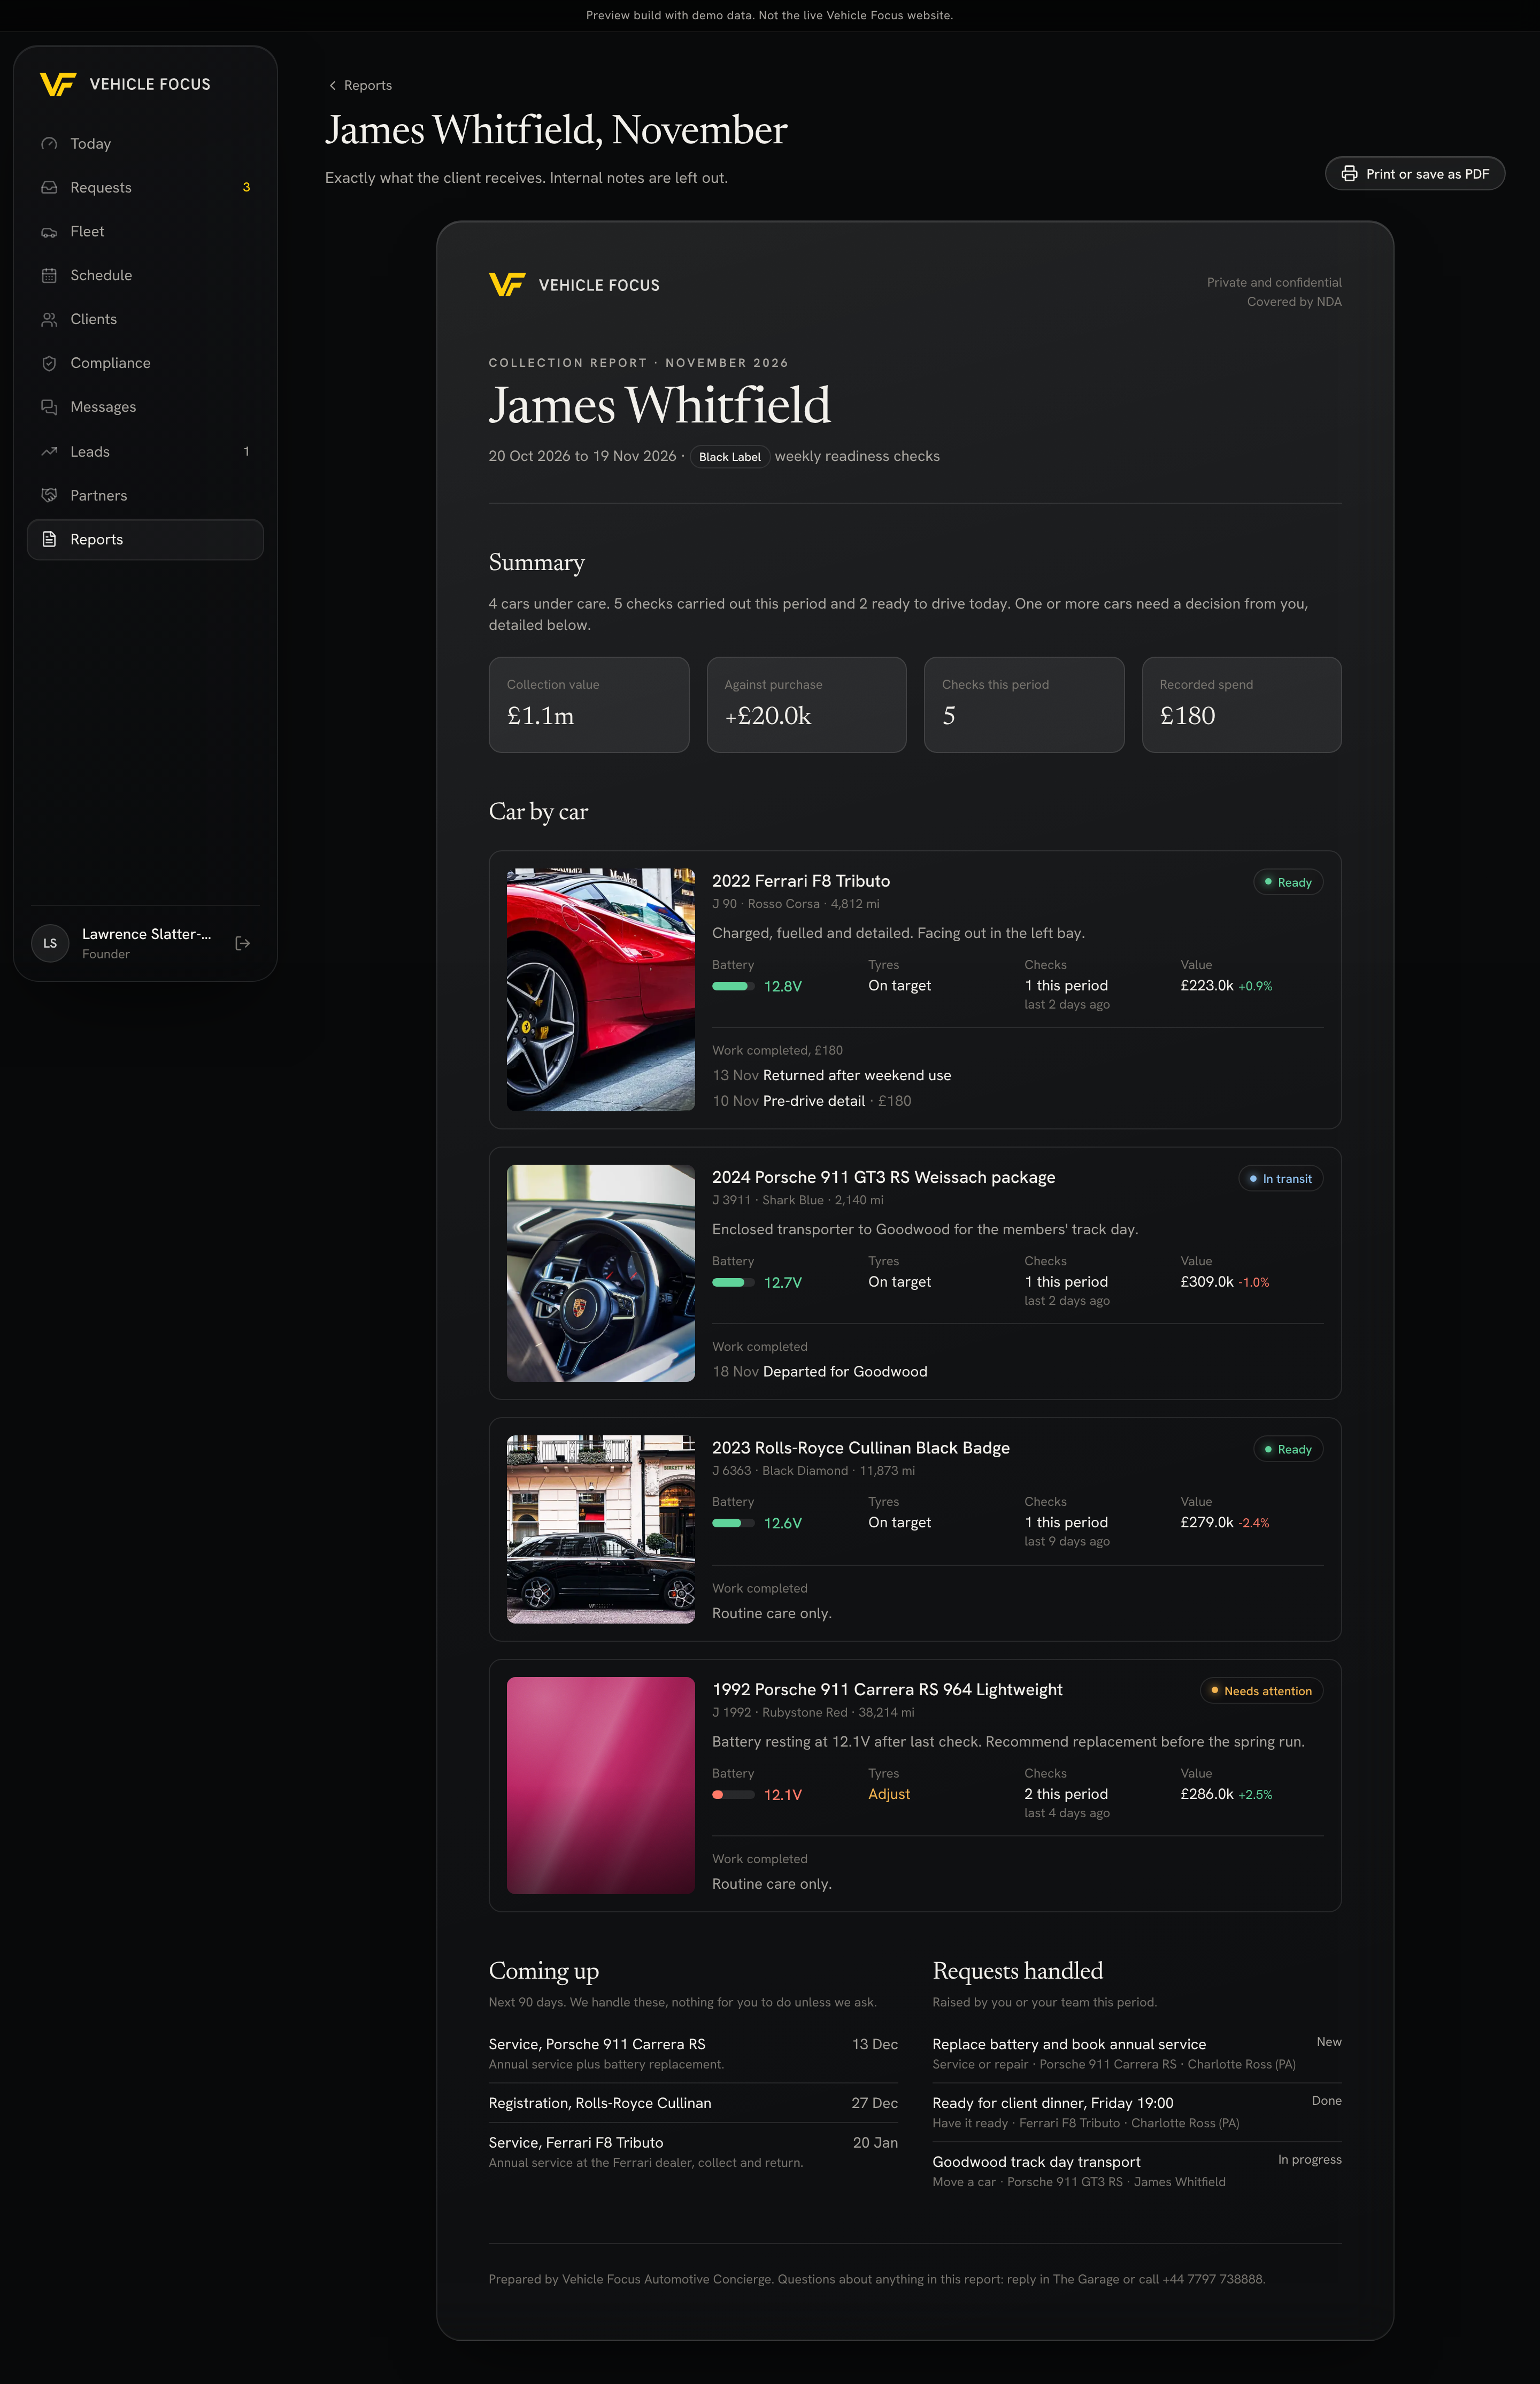 Preview build with demo data. Not the live Vehicle Focus website.
VF VEHICLE FOCUS
Today
Requests 3
Fleet
Schedule
Clients
Compliance
Messages
Leads 1
Partners
Reports
LS
Lawrence Slatter-...
Founder
Reports
James Whitfield, November
Exactly what the client receives. Internal notes are left out.
Print or save as PDF
VF VEHICLE FOCUS
Private and confidential
Covered by NDA
COLLECTION REPORT · NOVEMBER 2026
James Whitfield
20 Oct 2026 to 19 Nov 2026 · Black Label weekly readiness checks
Summary
4 cars under care. 5 checks carried out this period and 2 ready to drive today. One or more cars need a decision from you,
detailed below.
Collection value
£1.1m
Against purchase
+£20.0k
Checks this period
5
Recorded spend
£180
Car by car
MaxMara
2022 Ferrari F8 Tributo
Ready
J 90 · Rosso Corsa · 4,812 mi
Charged, fuelled and detailed. Facing out in the left bay.
Battery Tyres Checks Value
12.8V On target 1 this period £223.0k +0.9%
last 2 days ago
Work completed, £180
13 Nov Returned after weekend use
10 Nov Pre-drive detail · £180
2024 Porsche 911 GT3 RS Weissach package
In transit
J 3911 · Shark Blue · 2,140 mi
Enclosed transporter to Goodwood for the members' track day.
Battery Tyres Checks Value
12.7V On target 1 this period £309.0k -1.0%
last 2 days ago
Work completed
18 Nov Departed for Goodwood
2023 Rolls-Royce Cullinan Black Badge
Ready
J 6363 · Black Diamond · 11,873 mi
Battery Tyres Checks Value
12.6V On target 1 this period £279.0k -2.4%
last 9 days ago
Work completed
Routine care only.
1992 Porsche 911 Carrera RS 964 Lightweight
Needs attention
J 1992 · Rubystone Red · 38,214 mi
Battery resting at 12.1V after last check. Recommend replacement before the spring run.
Battery Tyres Checks Value
12.1V Adjust 2 this period £286.0k +2.5%
last 4 days ago
Work completed
Routine care only.
Coming up
Next 90 days. We handle these, nothing for you to do unless we ask.
Service, Porsche 911 Carrera RS 13 Dec
Annual service plus battery replacement.
Registration, Rolls-Royce Cullinan 27 Dec
Service, Ferrari F8 Tributo 20 Jan
Annual service at the Ferrari dealer, collect and return.
Requests handled
Raised by you or your team this period.
Replace battery and book annual service New
Service or repair · Porsche 911 Carrera RS · Charlotte Ross (PA)
Ready for client dinner, Friday 19:00 Done
Have it ready · Ferrari F8 Tributo · Charlotte Ross (PA)
Goodwood track day transport In progress
Move a car · Porsche 911 GT3 RS · James Whitfield
Prepared by Vehicle Focus Automotive Concierge. Questions about anything in this report: reply in The Garage or call +44 7797 738888.